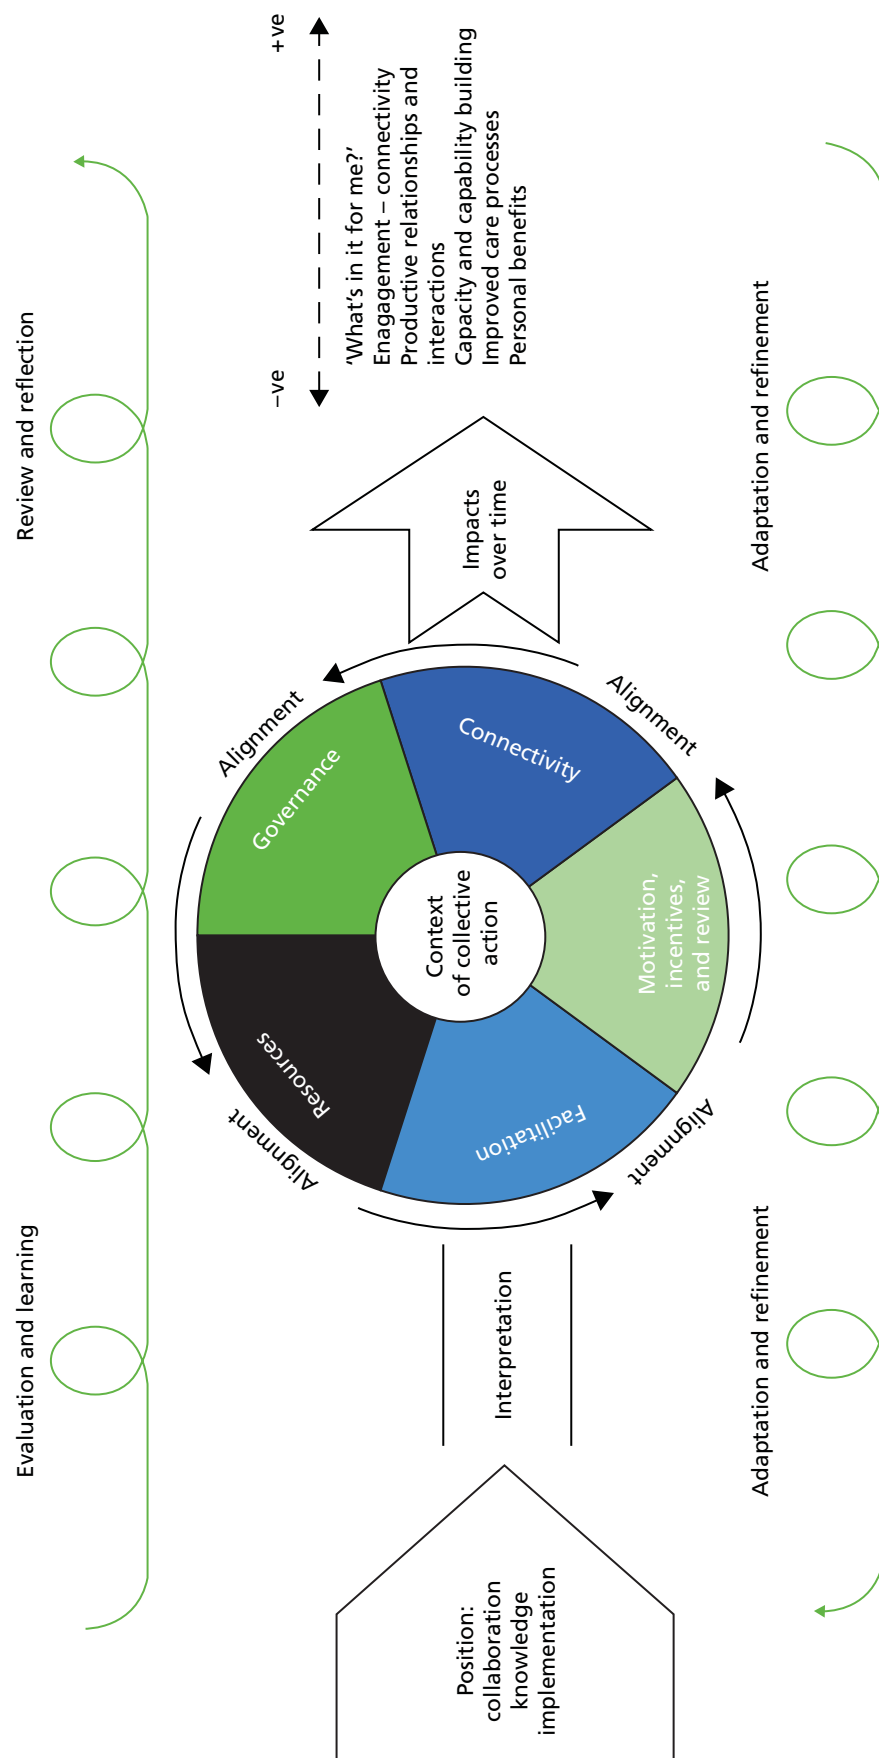 Evaluation and learning
Review and reflection
Position:
collaboration
knowledge
implementation
Interpretation
Alignment
Alignment
Alignment
Alignment
Resources
Governance
Connectivity
Motivation,
incentives,
and review
Facilitation
Context
of collective
action
Impacts
over time
–ve
+ve
‘What’s in it for me?’
Enagagement – connectivity
Productive relationships and
interactions
Capacity and capability building
Improved care processes
Personal benefits
Adaptation and refinement
Adaptation and refinement